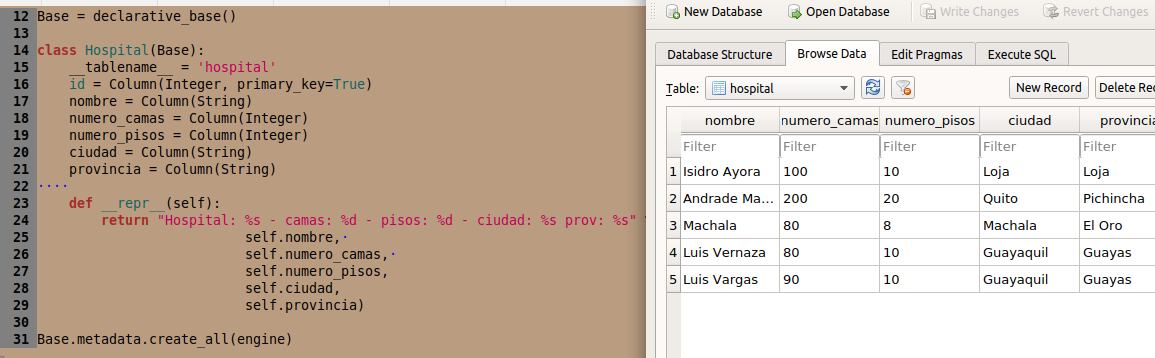 12 Base = declarative_base()
13
14 class Hospital(Base):
15     __tablename__ = 'hospital'
16     id = Column(Integer, primary_key=True)
17     nombre = Column(String)
18     numero_camas = Column(Integer)
19     numero_pisos = Column(Integer)
20     ciudad = Column(String)
21     provincia = Column(String)
22 ····
23     def __repr__(self):
24         return "Hospital: %s - camas: %d - pisos: %d - ciudad: %s prov: %s"
25                           self.nombre,·
26                           self.numero_camas,·
27                           self.numero_pisos,
28                           self.ciudad,
29                           self.provincia)
30
31 Base.metadata.create_all(engine)
New Database Open Database Write Changes Revert Changes
Database Structure Browse Data Edit Pragmas Execute SQL
Table: hospital New Record Delete Rec
nombre numero_camas numero_pisos ciudad provincia
Filter Filter Filter Filter Filter
1 Isidro Ayora 100 10 Loja Loja
2 Andrade Ma... 200 20 Quito Pichincha
3 Machala 80 8 Machala El Oro
4 Luis Vernaza 80 10 Guayaquil Guayas
5 Luis Vargas 90 10 Guayaquil Guayas